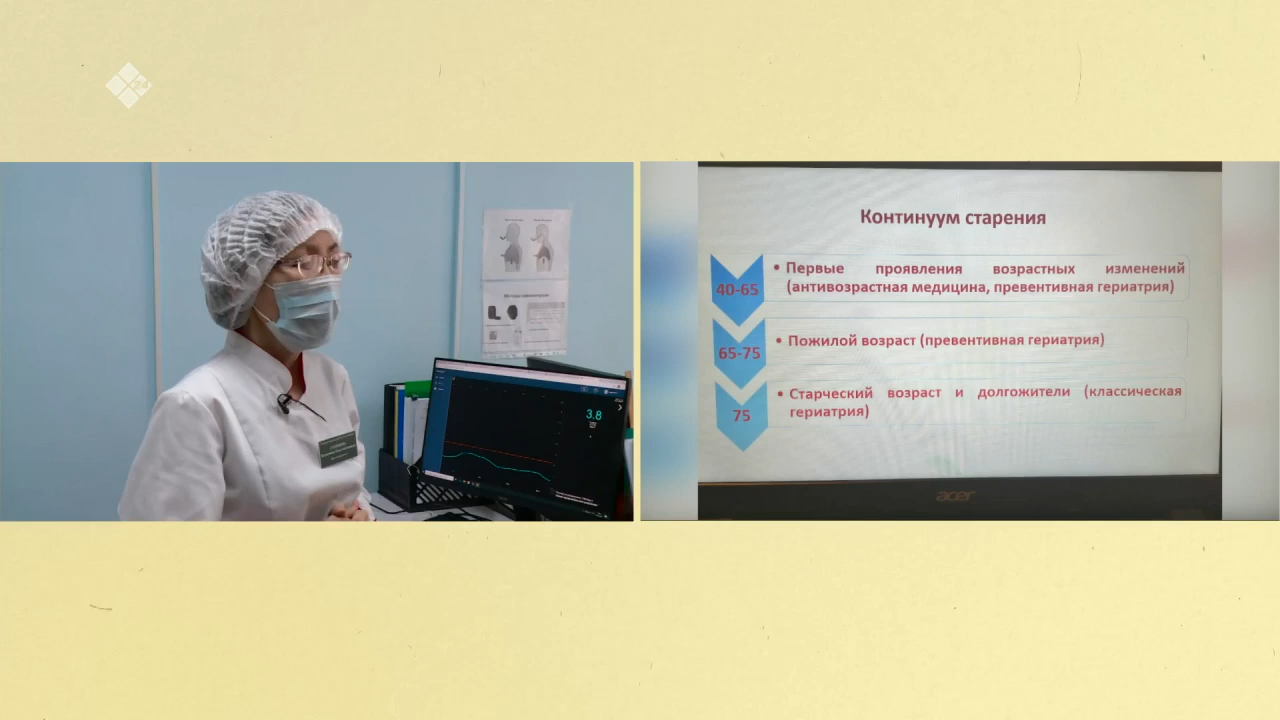 24
3.8
Континуум старения
40-65
• Первые проявления возрастных изменений
(антивозрастная медицина, превентивная гериатрия)
65-75
• Пожилой возраст (превентивная гериатрия)
75
• Старческий возраст и долгожители (классическая
гериатрия)
acer